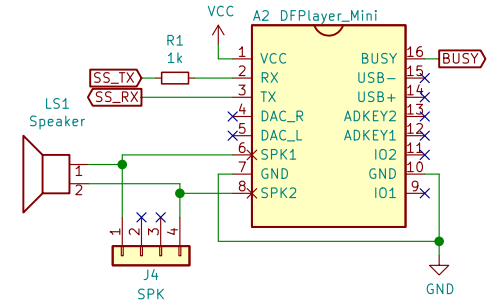 VCC
A2 DFPlayer_Mini
R1
1k
SS_TX
SS_RX
LS1
Speaker
1
2
1 VCC
2 RX
3 TX
4 DAC_R
5 DAC_L
6 SPK1
7 GND
8 SPK2
BUSY 16
USB- 15
USB+ 14
ADKEY2 13
ADKEY1 12
IO2 11
GND 10
IO1 9
BUSY
1 2 3 4
J4
SPK
GND